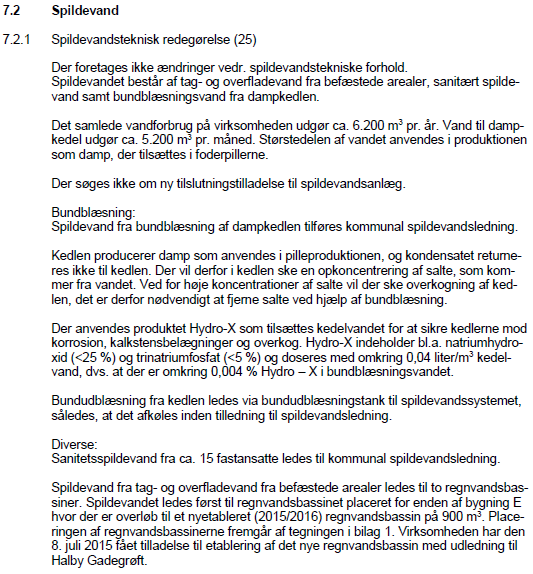 7.2 Spildevand
7.2.1 Spildevandsteknisk redegørelse (25)
Der foretages ikke ændringer vedr. spildevandstekniske forhold.
Spildevandet består af tag- og overfladevand fra befæstede arealer, sanitært spilde-
vand samt bundblæsningsvand fra dampkedlen.
Det samlede vandforbrug på virksomheden udgør ca. 6.200 m³ pr. år. Vand til damp-
kedel udgør ca. 5.200 m³ pr. måned. Størstedelen af vandet anvendes i produktionen
som damp, der tilsættes i foderpillerne.
Der søges ikke om ny tilslutningstilladelse til spildevandsanlæg.
Bundblæsning:
Spildevand fra bundblæsning af dampkedlen tilføres kommunal spildevandsledning.
Kedlen producerer damp som anvendes i pilleproduktionen, og kondensatet returne-
res ikke til kedlen. Der vil derfor i kedlen ske en opkoncentrering af salte, som kom-
mer fra vandet. Ved for høje koncentrationer af salte vil der ske overkogning af ked-
len, det er derfor nødvendigt at fjerne salte ved hjælp af bundblæsning.
Der anvendes produktet Hydro-X som tilsættes kedelvandet for at sikre kedlerne mod
korrosion, kalkstensbelægninger og overkog. Hydro-X indeholder bl.a. natriumhydro-
xid (<25 %) og trinatriumfosfat (<5 %) og doseres med omkring 0,04 liter/m³ kedel-
vand, dvs. at der er omkring 0,004 % Hydro – X i bundblæsningsvandet.
Bundudblæsning fra kedlen ledes via bundudblæsningstank til spildevandssystemet,
således, at det afkøles inden tilledning til spildevandsledning.
Diverse:
Sanitetsspildevand fra ca. 15 fastansatte ledes til kommunal spildevandsledning.
Spildevand fra tag- og overfladevand fra befæstede arealer ledes til to regnvandsbas-
siner. Spildevandet ledes først til regnvandsbassinet placeret for enden af bygning E
hvor der er overløb til et nyetableret (2015/2016) regnvandsbassin på 900 m³. Place-
ringen af regnvandsbassinerne fremgår af tegningen i bilag 1. Virksomheden har den
8. juli 2015 fået tilladelse til etablering af det nye regnvandsbassin med udledning til
Halby Gadegrøft.